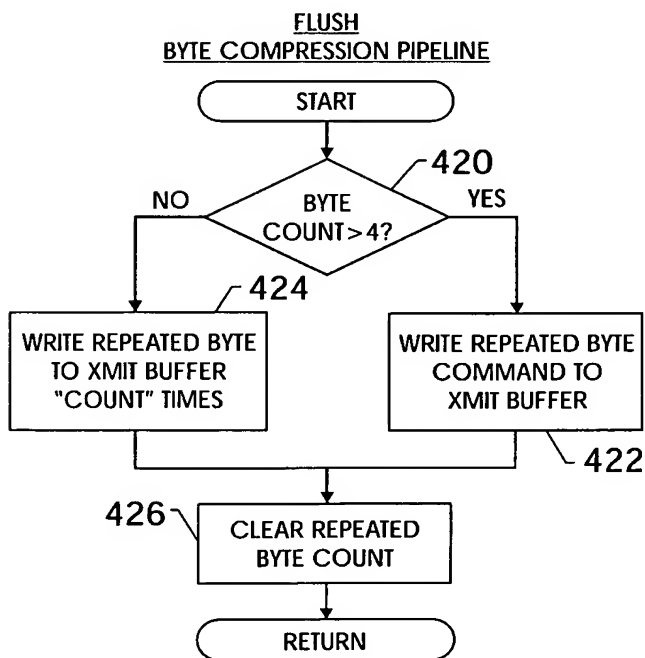 FLUSH
BYTE COMPRESSION PIPELINE
START
420
NO
BYTE
COUNT>4?
YES
424
WRITE REPEATED BYTE
TO XMIT BUFFER
"COUNT" TIMES
WRITE REPEATED BYTE
COMMAND TO
XMIT BUFFER
422
426
CLEAR REPEATED
BYTE COUNT
RETURN